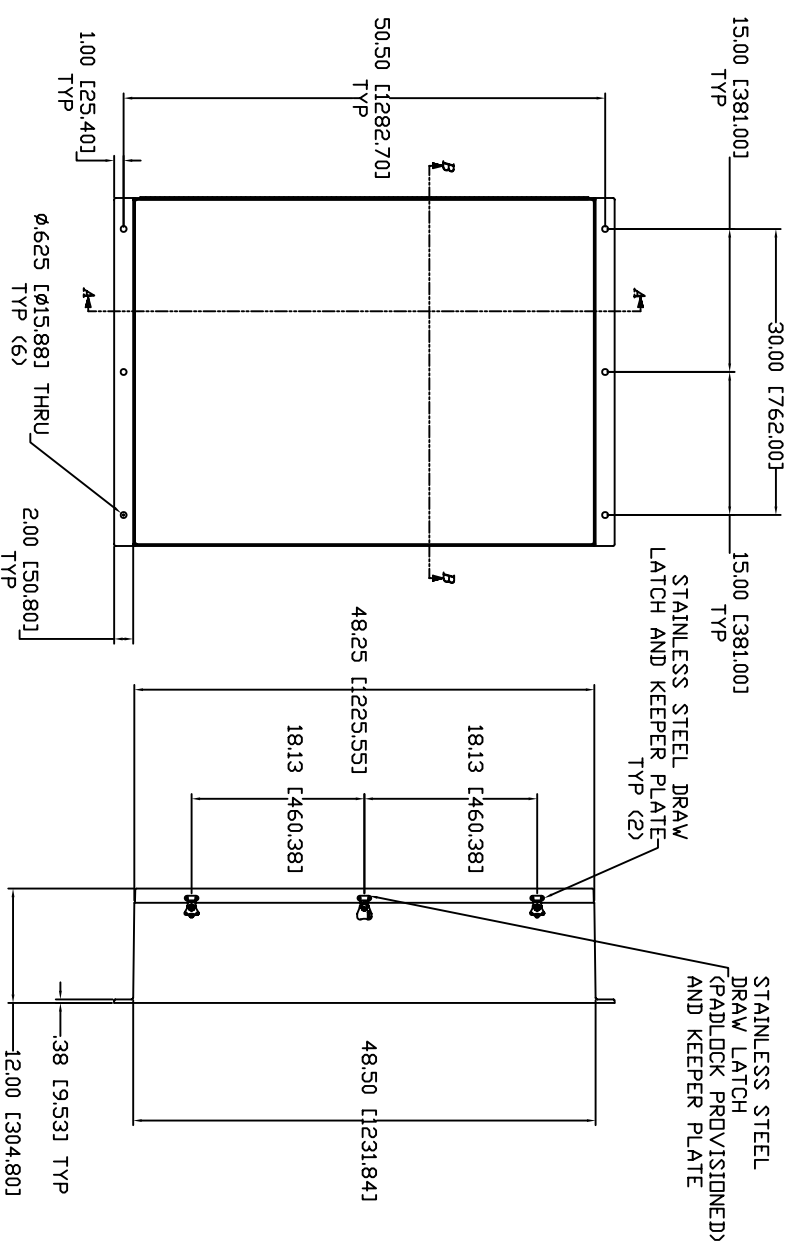 15.00 [381.00]
TYP
30.00 [762.00]
15.00 [381.00]
TYP
50.50 [1282.70]
TYP
1.00 [25.40]
TYP
B
B
A
A
Ø.625 [Ø15.88] THRU
TYP (6)
2.00 [50.80]
TYP
STAINLESS STEEL DRAW
LATCH AND KEEPER PLATE
TYP (2)
STAINLESS STEEL
DRAW LATCH
(PADLOCK PROVISIONED)
AND KEEPER PLATE
48.25 [1225.55]
18.13 [460.38]
18.13 [460.38]
48.50 [1231.84]
.38 [9.53] TYP
12.00 [304.80]